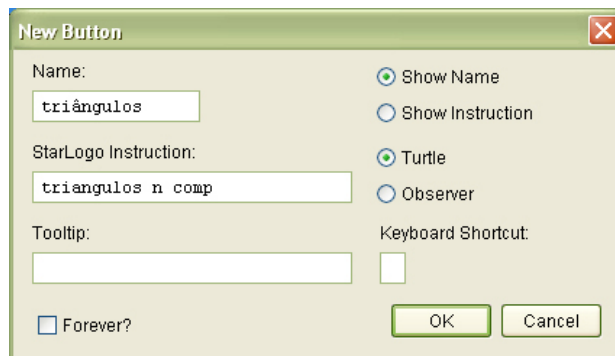 New Button
Name:
triângulos
Show Name
Show Instruction
StarLogo Instruction:
triangulos n comp
Turtle
Observer
Tooltip:
Keyboard Shortcut:
Forever?
OK
Cancel